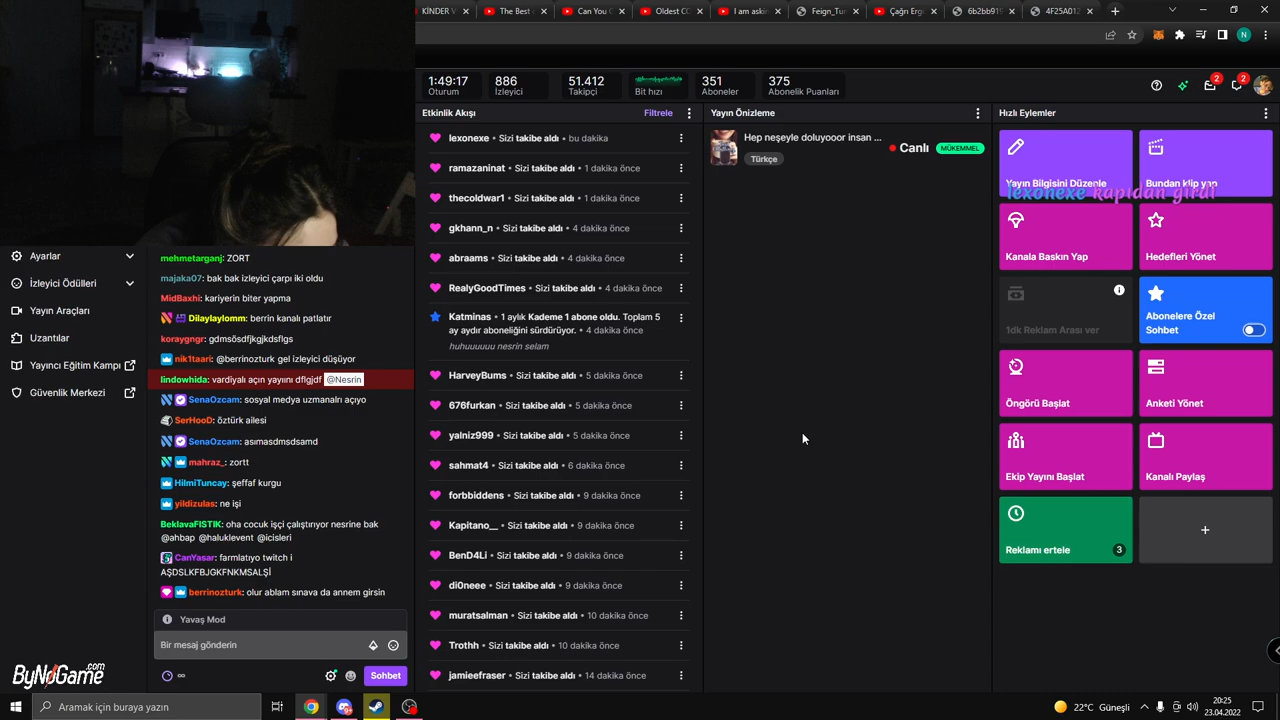 KİNDER V
The Best
Can You C
Oldest CO
I am askin
Feign_Tur
Çağrı Erg
6b2bb919
4F25A012
N
1:49:17
Oturum
886
İzleyici
51.412
Takipçi
Bit hızı
351
Aboneler
375
Abonelik Puanları
2
2
Etkinlik Akışı
Filtrele
lexonexe • Sizi takibe aldı • bu dakika
ramazaninat • Sizi takibe aldı • 1 dakika önce
thecoldwar1 • Sizi takibe aldı • 1 dakika önce
gkhann_n • Sizi takibe aldı • 4 dakika önce
abraams • Sizi takibe aldı • 4 dakika önce
RealyGoodTimes • Sizi takibe aldı • 4 dakika önce
Katminas • 1 aylık Kademe 1 abone oldu. Toplam 5
ay aydır aboneliğini sürdürüyor. • 4 dakika önce
huhuuuuu nesrin selam
HarveyBums • Sizi takibe aldı • 5 dakika önce
676furkan • Sizi takibe aldı • 5 dakika önce
yalniz999 • Sizi takibe aldı • 5 dakika önce
sahmat4 • Sizi takibe aldı • 6 dakika önce
forbbiddens • Sizi takibe aldı • 9 dakika önce
Kapitano__ • Sizi takibe aldı • 9 dakika önce
BenD4Li • Sizi takibe aldı • 9 dakika önce
di0neee • Sizi takibe aldı • 9 dakika önce
muratsalman • Sizi takibe aldı • 10 dakika önce
Trothh • Sizi takibe aldı • 10 dakika önce
jamieefraser • Sizi takibe aldı • 14 dakika önce
Yayın Önizleme
Hep neşeyle doluyooor insan ...
Türkçe
Canlı
MÜKEMMEL
Hızlı Eylemler
Yayın Bilgisini Düzenle
Bundan klip yap
lexonexe kapıdan girdi
Kanala Baskın Yap
Hedefleri Yönet
1dk Reklam Arası ver
Abonelere Özel
Sohbet
Öngörü Başlat
Anketi Yönet
Ekip Yayını Başlat
Kanalı Paylaş
Reklamı ertele
3
+
Ayarlar
İzleyici Ödülleri
Yayın Araçları
Uzantılar
Yayıncı Eğitim Kampı
Güvenlik Merkezi
mehmetarganj: ZORT
majaka07: bak bak izleyici çarpı iki oldu
MidBaxhi: kariyerin biter yapma
Dilaylaylomm: berrin kanalı patlatır
koraygngr: gdmsösdfjkgjkdsflgs
nik1taari: @berrinozturk gel izleyici düşüyor
lindowhida: vardiyalı açın yayıını dflgjdf @Nesrin
SenaOzcam: sosyal medya uzmanalrı açıyo
SerHooD: öztürk ailesi
SenaOzcam: asımasdmsdsamd
mahraz_: zortt
HilmiTuncay: şeffaf kurgu
yildizulas: ne işi
BeklavaFISTIK: oha cocuk işçi çalıştınyor nesrine bak
@ahbap @haluklevent @icisleri
CanYasar: farmlatıyo twitch i
AŞDSLKFBJGKFNKMSALŞİ
berrinozturk: olur ablam sınava da annem girsin
Yavaş Mod
Bir mesaj gönderin
∞
Sohbet
ByNoGame.com
Aramak için buraya yazın
22°C Güneşli
20:25
23.04.2022